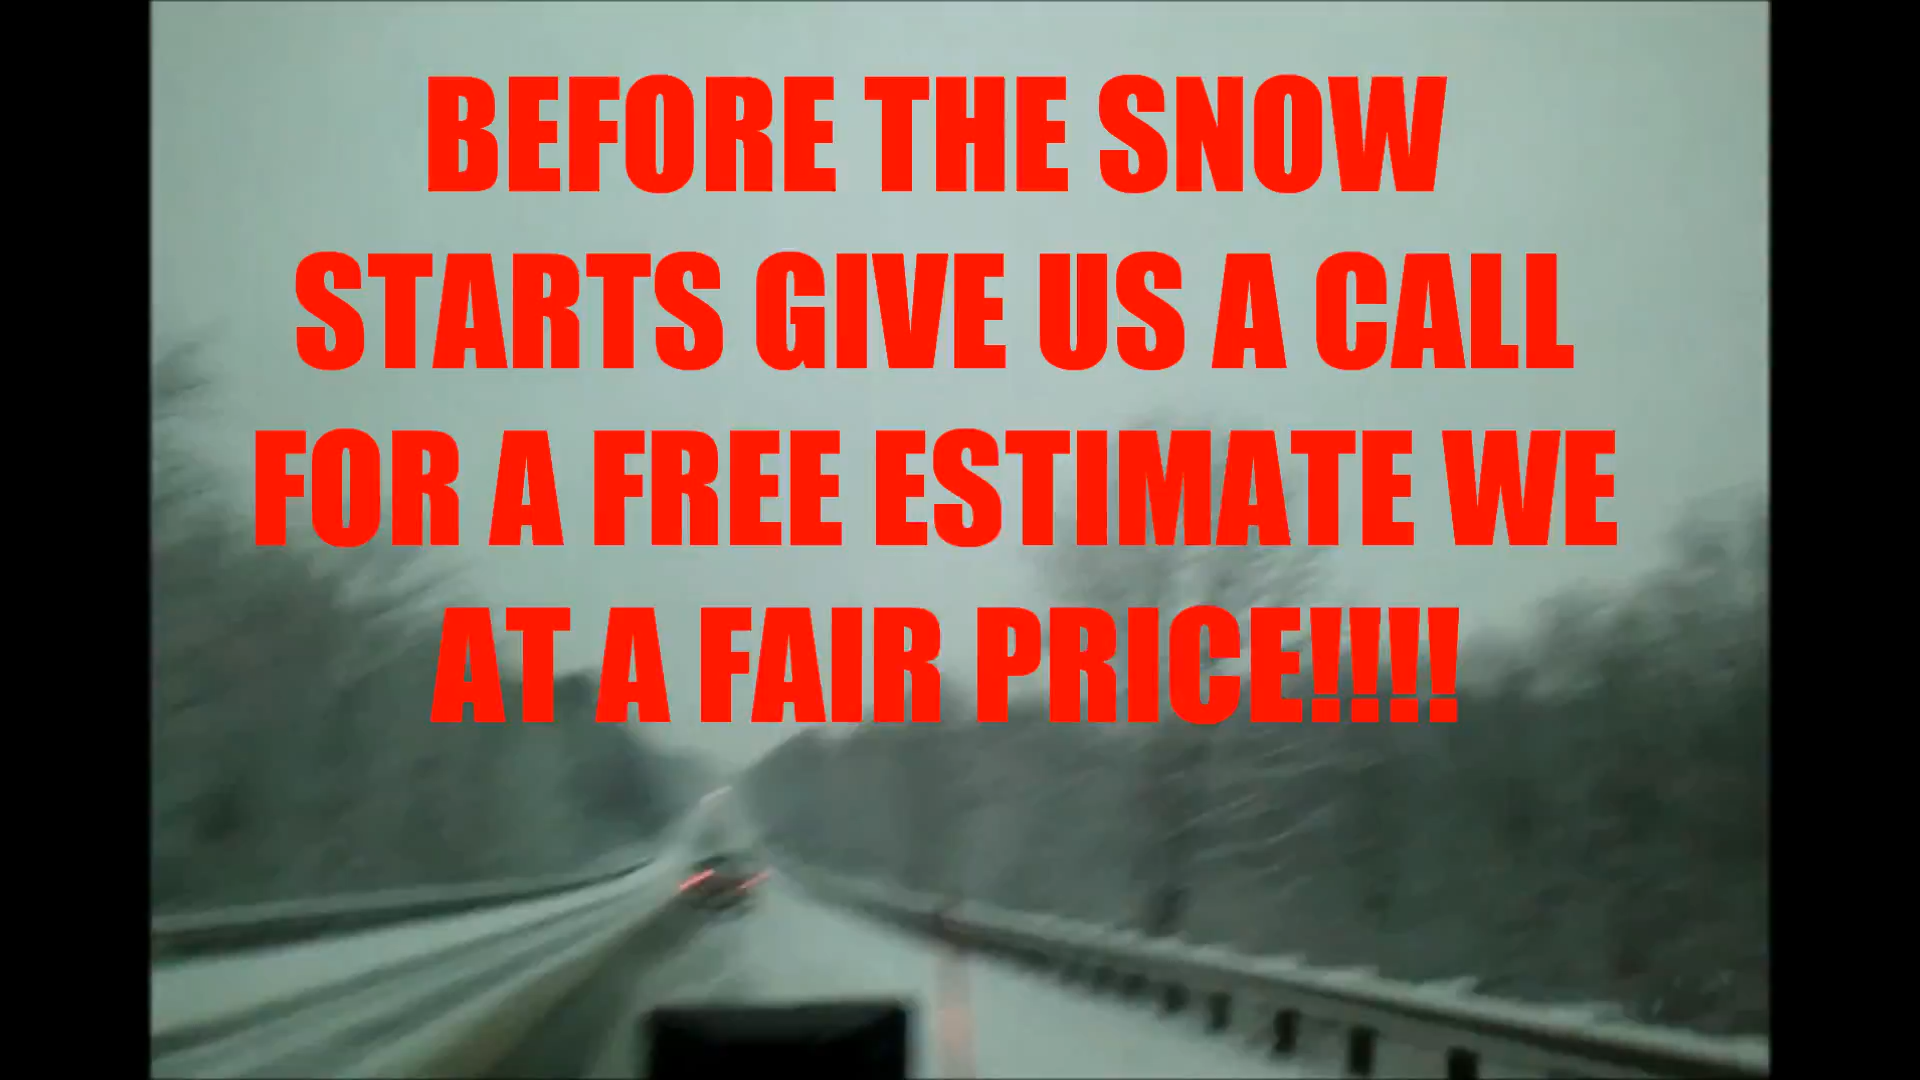 BEFORE THE SNOW
STARTS GIVE US A CALL
FOR A FREE ESTIMATE WE
AT A FAIR PRICE!!!!